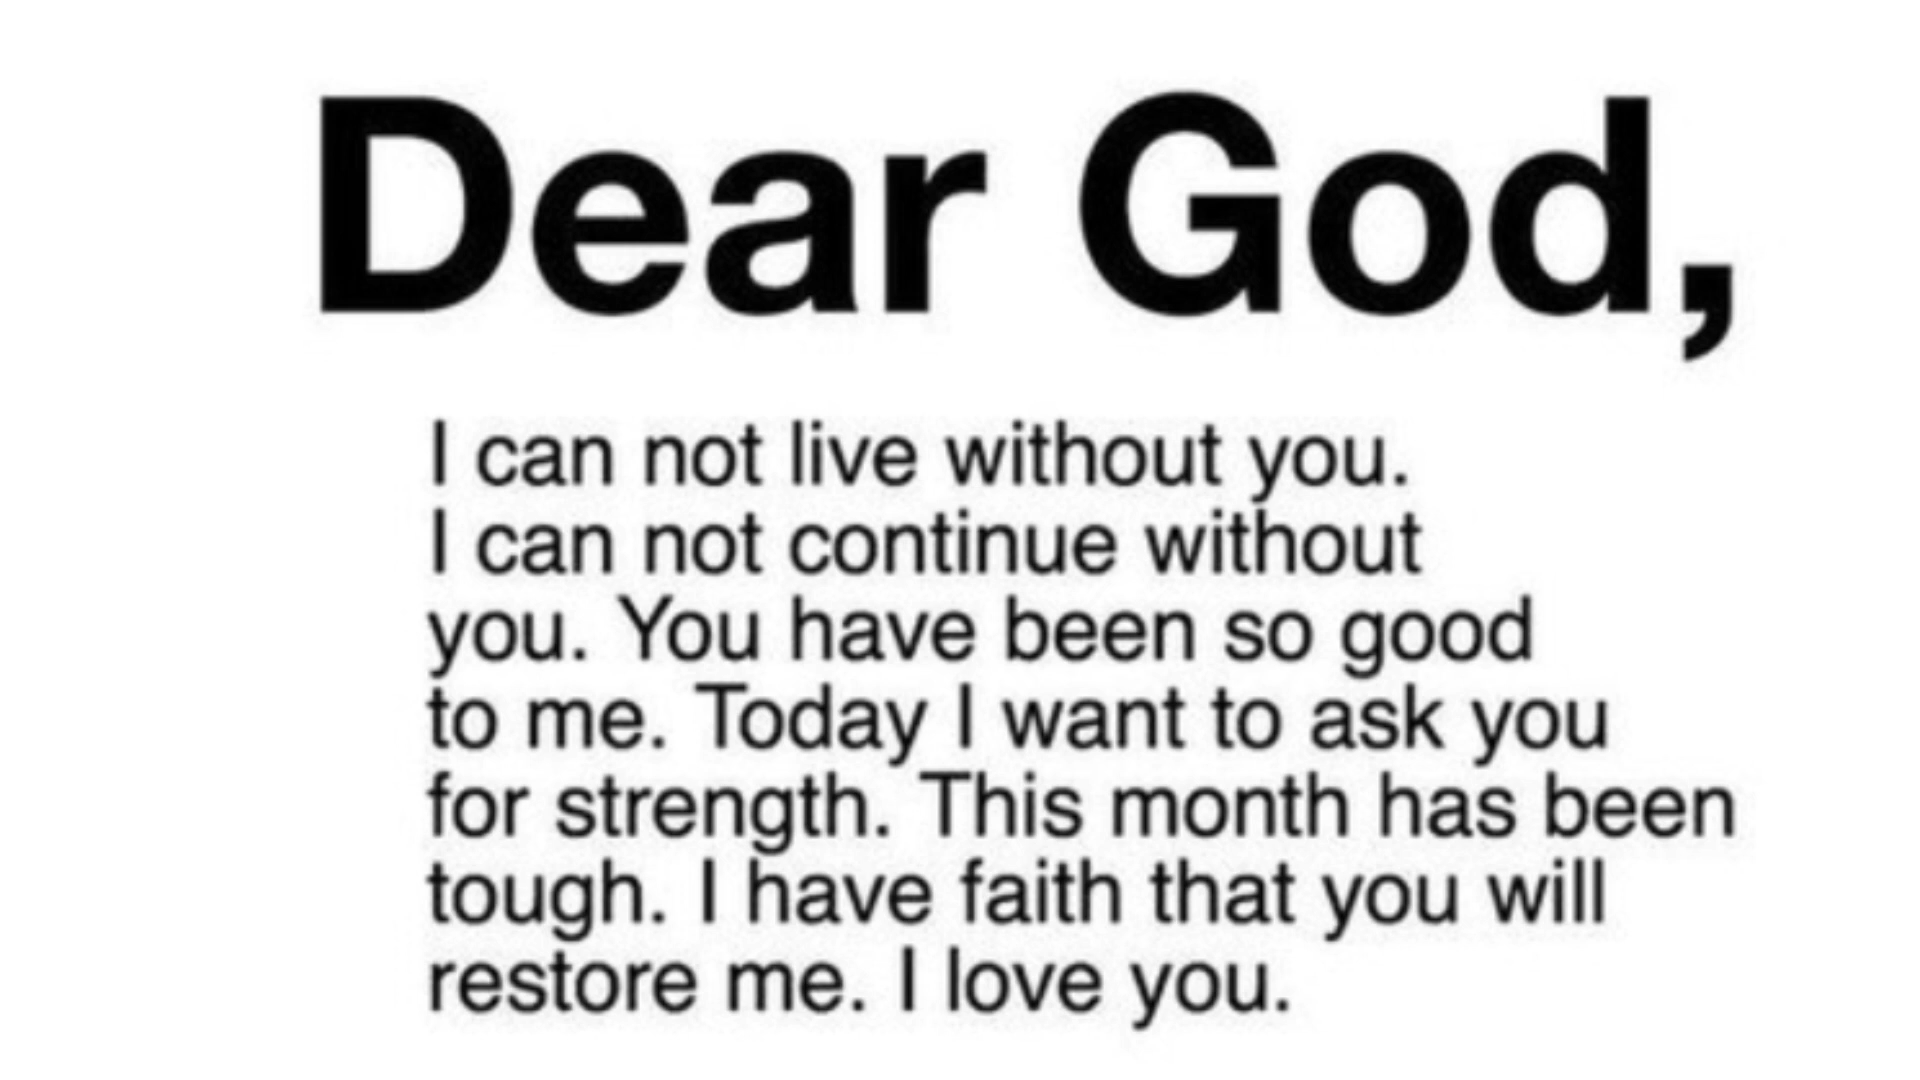 Dear God,
I can not live without you.
I can not continue without
you. You have been so good
to me. Today I want to ask you
for strength. This month has been
tough. I have faith that you will
restore me. I love you.